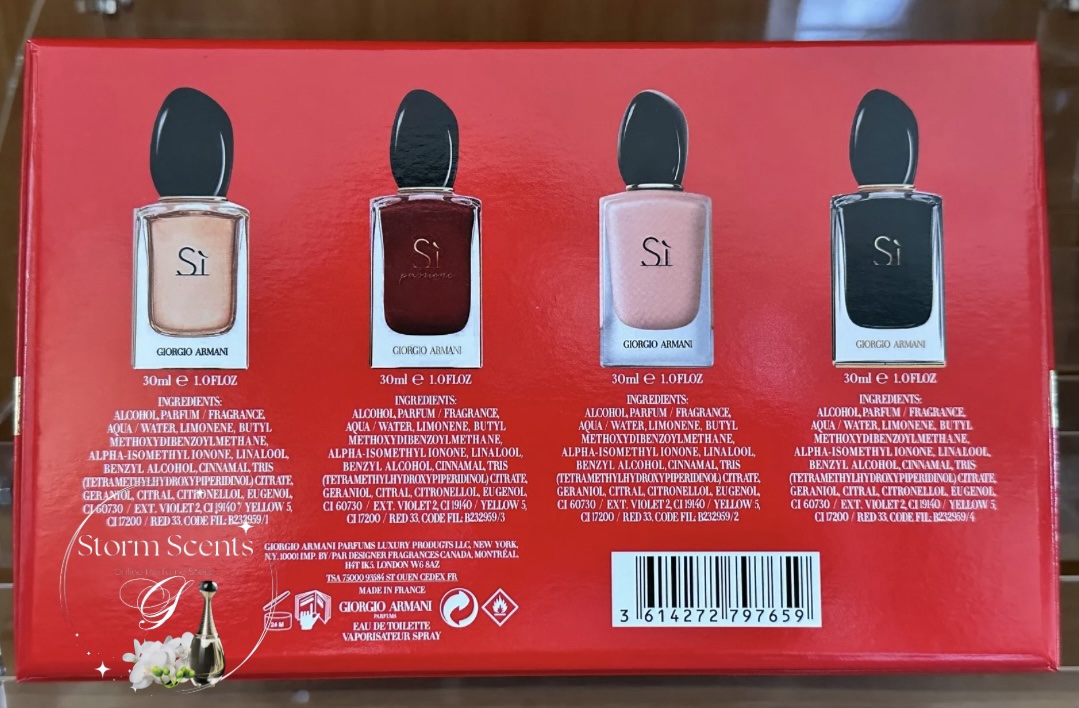 Sì
GIORGIO ARMANI
30ml ℮ 1.0FLOZ
INGREDIENTS:
ALCOHOL, PARFUM / FRAGRANCE,
AQUA / WATER, LIMONENE, BUTYL
METHOXYDIBENZOYLMETHANE,
ALPHA-ISOMETHYL IONONE, LINALOOL,
BENZYL ALCOHOL, CINNAMAL, TRIS
(TETRAMETHYLHYDROXYPIPERIDINOL) CITRATE,
GERANIOL, CITRAL, CITRONELLOL, EUGENOL,
CI 60730 / EXT. VIOLET 2, CI 19140 / YELLOW 5,
CI 17200 / RED 33. CODE FIL: B232959/1
Sì
passione
GIORGIO ARMANI
30ml ℮ 1.0FLOZ
INGREDIENTS:
ALCOHOL, PARFUM / FRAGRANCE,
AQUA / WATER, LIMONENE, BUTYL
METHOXYDIBENZOYLMETHANE,
ALPHA-ISOMETHYL IONONE, LINALOOL,
BENZYL ALCOHOL, CINNAMAL, TRIS
(TETRAMETHYLHYDROXYPIPERIDINOL) CITRATE,
GERANIOL, CITRAL, CITRONELLOL, EUGENOL,
CI 60730 / EXT. VIOLET 2, CI 19140 / YELLOW 5,
CI 17200 / RED 33. CODE FIL: B232959/3
Sì
GIORGIO ARMANI
30ml ℮ 1.0FLOZ
INGREDIENTS:
ALCOHOL, PARFUM / FRAGRANCE,
AQUA / WATER, LIMONENE, BUTYL
METHOXYDIBENZOYLMETHANE,
ALPHA-ISOMETHYL IONONE, LINALOOL,
BENZYL ALCOHOL, CINNAMAL, TRIS
(TETRAMETHYLHYDROXYPIPERIDINOL) CITRATE,
GERANIOL, CITRAL, CITRONELLOL, EUGENOL,
CI 60730 / EXT. VIOLET 2, CI 19140 / YELLOW 5,
CI 17200 / RED 33. CODE FIL: B232959/2
Sì
GIORGIO ARMANI
30ml ℮ 1.0FLOZ
INGREDIENTS:
ALCOHOL, PARFUM / FRAGRANCE,
AQUA / WATER, LIMONENE, BUTYL
METHOXYDIBENZOYLMETHANE,
ALPHA-ISOMETHYL IONONE, LINALOOL,
BENZYL ALCOHOL, CINNAMAL, TRIS
(TETRAMETHYLHYDROXYPIPERIDINOL) CITRATE,
GERANIOL, CITRAL, CITRONELLOL, EUGENOL,
CI 60730 / EXT. VIOLET 2, CI 19140 / YELLOW 5,
CI 17200 / RED 33. CODE FIL: B232959/4
Storm Scents
GIORGIO ARMANI PARFUMS LUXURY PRODUGTS LLC, NEW YORK,
N.Y. 10001 IMP. BY/PAR DESIGNER FRAGRANCES CANADA, MONTRÉAL.
H4T 1K5. LONDON W6 8AZ
TSA 75000 93584 ST OUEN CEDEX FR
MADE IN FRANCE
GIORGIO ARMANI
PARFUMS
EAU DE TOILETTE
VAPORISATEUR SPRAY
24 M
3 614272 797659